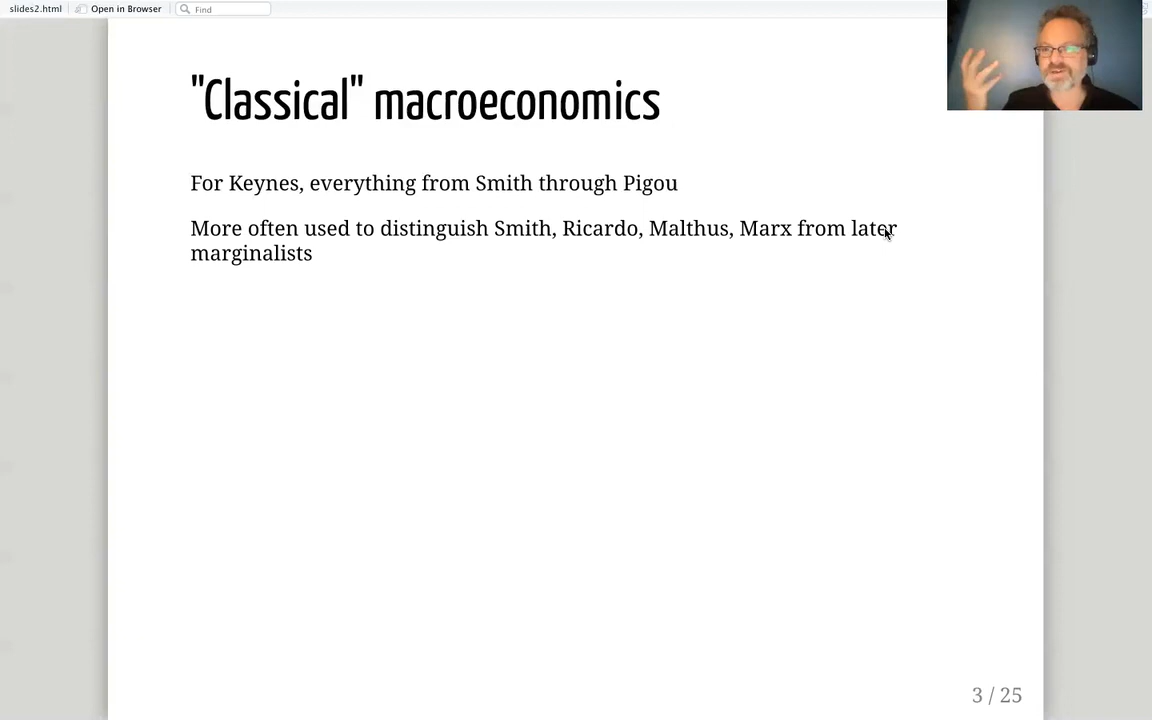 slides2.html
Open in Browser
Find
"Classical" macroeconomics
For Keynes, everything from Smith through Pigou
More often used to distinguish Smith, Ricardo, Malthus, Marx from later
marginalists
3 / 25